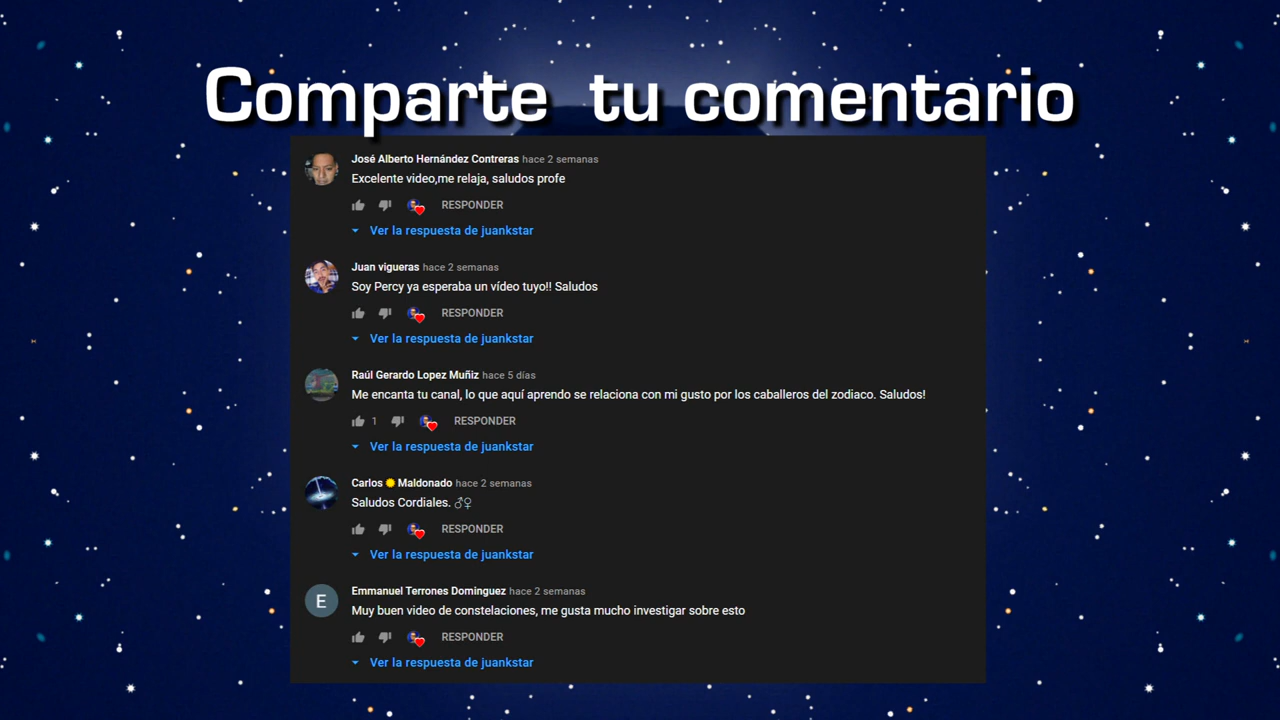 Comparte tu comentario
José Alberto Hernández Contreras hace 2 semanas
Excelente video,me relaja, saludos profe
RESPONDER
Ver la respuesta de juankstar
Juan vigueras hace 2 semanas
Soy Percy ya esperaba un vídeo tuyo!! Saludos
RESPONDER
Ver la respuesta de juankstar
Raúl Gerardo Lopez Muñiz hace 5 días
Me encanta tu canal, lo que aquí aprendo se relaciona con mi gusto por los caballeros del zodiaco. Saludos!
1 RESPONDER
Ver la respuesta de juankstar
Carlos Maldonado hace 2 semanas
Saludos Cordiales. ♂♀
RESPONDER
Ver la respuesta de juankstar
E
Emmanuel Terrones Dominguez hace 2 semanas
Muy buen video de constelaciones, me gusta mucho investigar sobre esto
RESPONDER
Ver la respuesta de juankstar